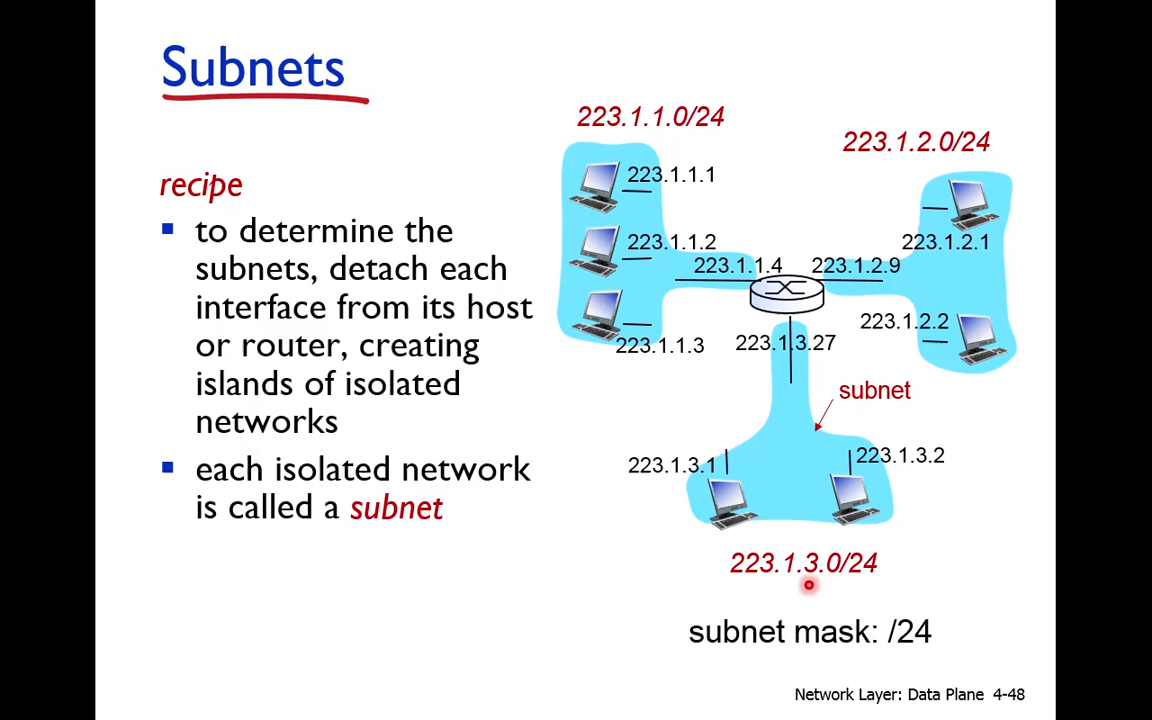 Subnets
recipe
to determine the
subnets, detach each
interface from its host
or router, creating
islands of isolated
networks
each isolated network
is called a subnet
223.1.1.0/24
223.1.2.0/24
223.1.1.1
223.1.1.2
223.1.1.3
223.1.1.4
223.1.2.9
223.1.2.1
223.1.2.2
223.1.3.27
subnet
223.1.3.1
223.1.3.2
223.1.3.0/24
subnet mask: /24
Network Layer: Data Plane 4-48